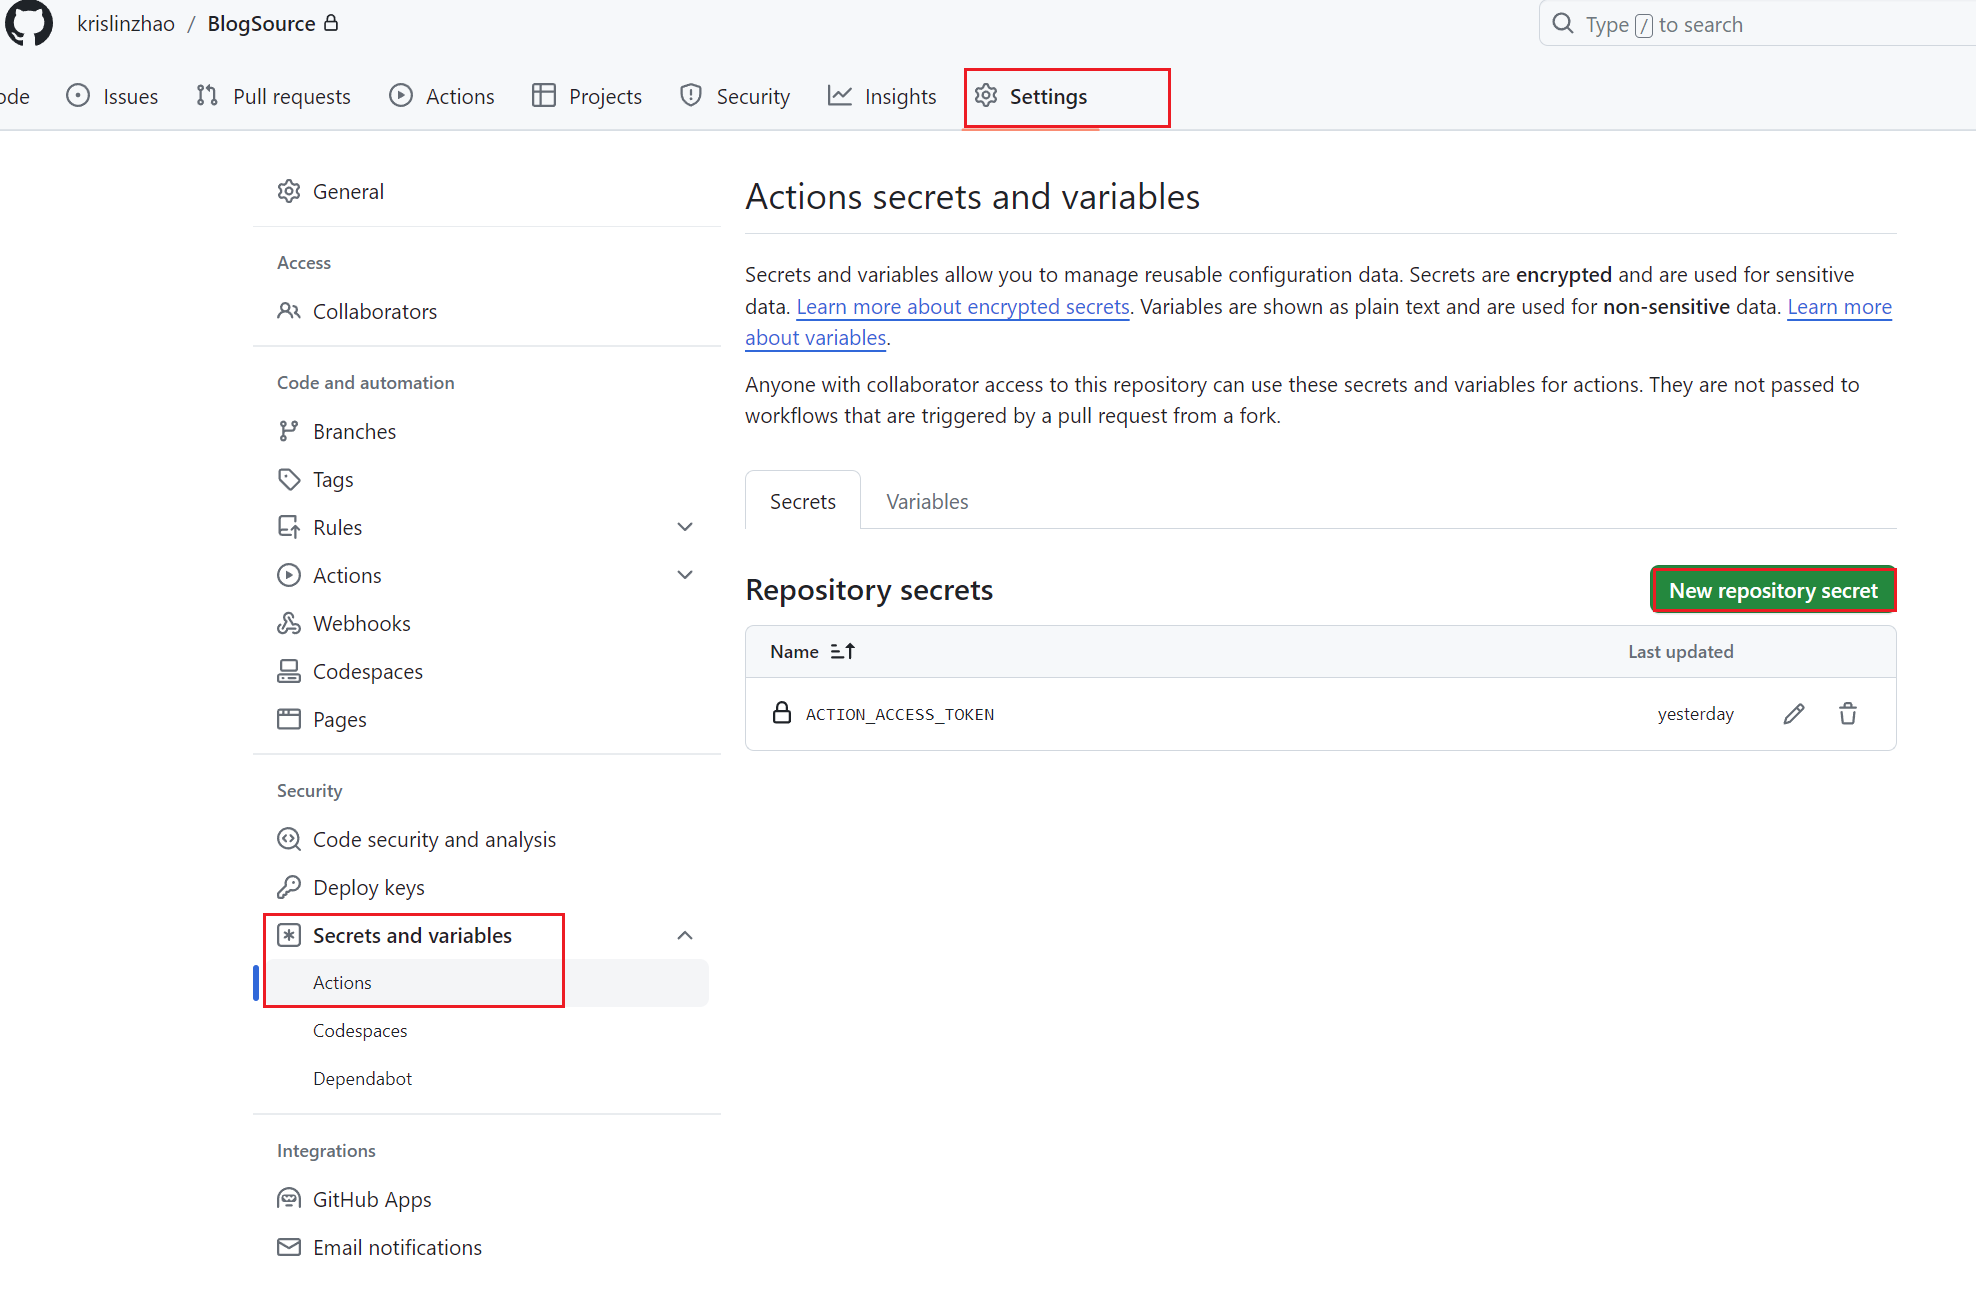 krislinzhao / BlogSource
Type / to search
ode Issues Pull requests Actions Projects Security Insights Settings
General
Access
Collaborators
Code and automation
Branches
Tags
Rules
Actions
Webhooks
Codespaces
Pages
Security
Code security and analysis
Deploy keys
Secrets and variables
Actions
Codespaces
Dependabot
Integrations
GitHub Apps
Email notifications
Actions secrets and variables
Secrets and variables allow you to manage reusable configuration data. Secrets are encrypted and are used for sensitive
data. Learn more about encrypted secrets. Variables are shown as plain text and are used for non-sensitive data. Learn more
about variables.
Anyone with collaborator access to this repository can use these secrets and variables for actions. They are not passed to
workflows that are triggered by a pull request from a fork.
Secrets Variables
Repository secrets New repository secret
Name Last updated
ACTION_ACCESS_TOKEN yesterday